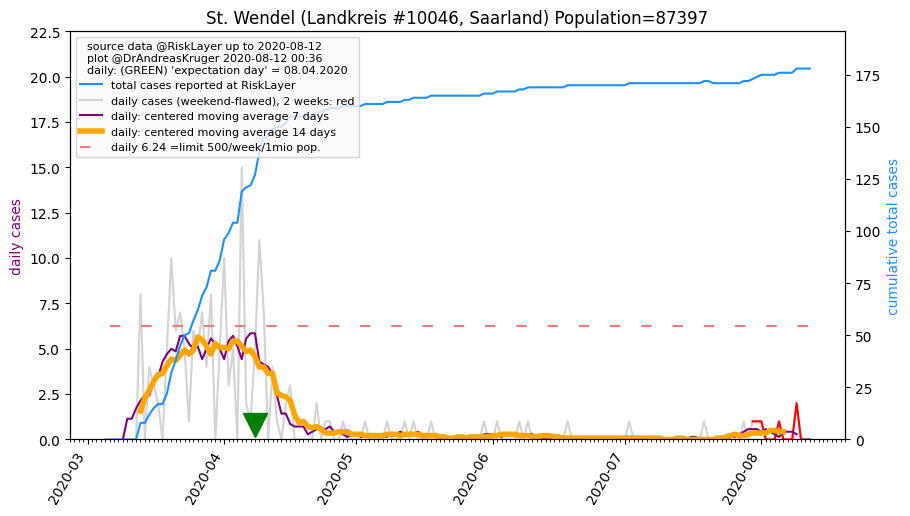 St. Wendel (Landkreis #10046, Saarland) Population=87397
source data @RiskLayer up to 2020-08-12
plot @DrAndreasKruger 2020-08-12 00:36
daily: (GREEN) 'expectation day' = 08.04.2020
total cases reported at RiskLayer
daily cases (weekend-flawed), 2 weeks: red
daily: centered moving average 7 days
daily: centered moving average 14 days
daily 6.24 =limit 500/week/1mio pop.
daily cases
22.5
20.0
17.5
15.0
12.5
10.0
7.5
5.0
2.5
0.0
cumulative total cases
175
150
125
100
75
50
25
0
2020-03
2020-04
2020-05
2020-06
2020-07
2020-08